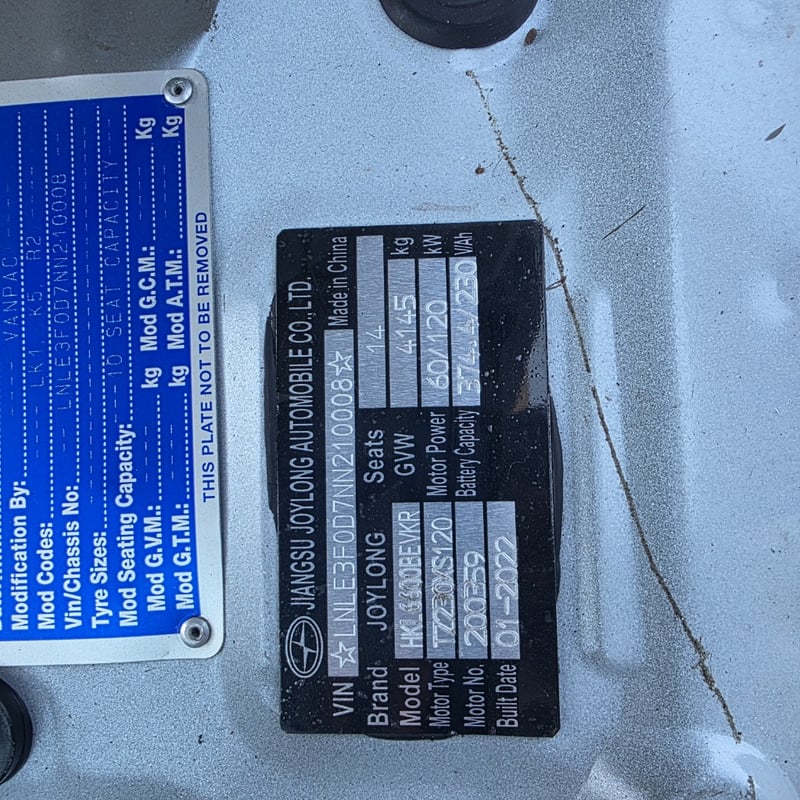 Modification By: VANPAC
Mod Codes: LK1, K5, R2
Vin/Chassis No: LNLE3F0D7NN210008
Tyre Sizes:
Mod Seating Capacity: 10 SEAT CAPACITY
Mod G.V.M.: kg Mod G.C.M.: Kg
Mod G.T.M.: kg Mod A.T.M.: Kg
THIS PLATE NOT TO BE REMOVED
JIANGSU JOYLONG AUTOMOBILE CO., LTD.
VIN ☆LNLE3F0D7NN210008☆ Made in China
Brand JOYLONG Seats 14
Model HKL6600BEVKR GVW 4145 kg
Motor Type TZ230XS120 Motor Power 60/120 kW
Motor No. 200359 Battery Capacity 374.4/230 V/Ah
Built Date 01-2022